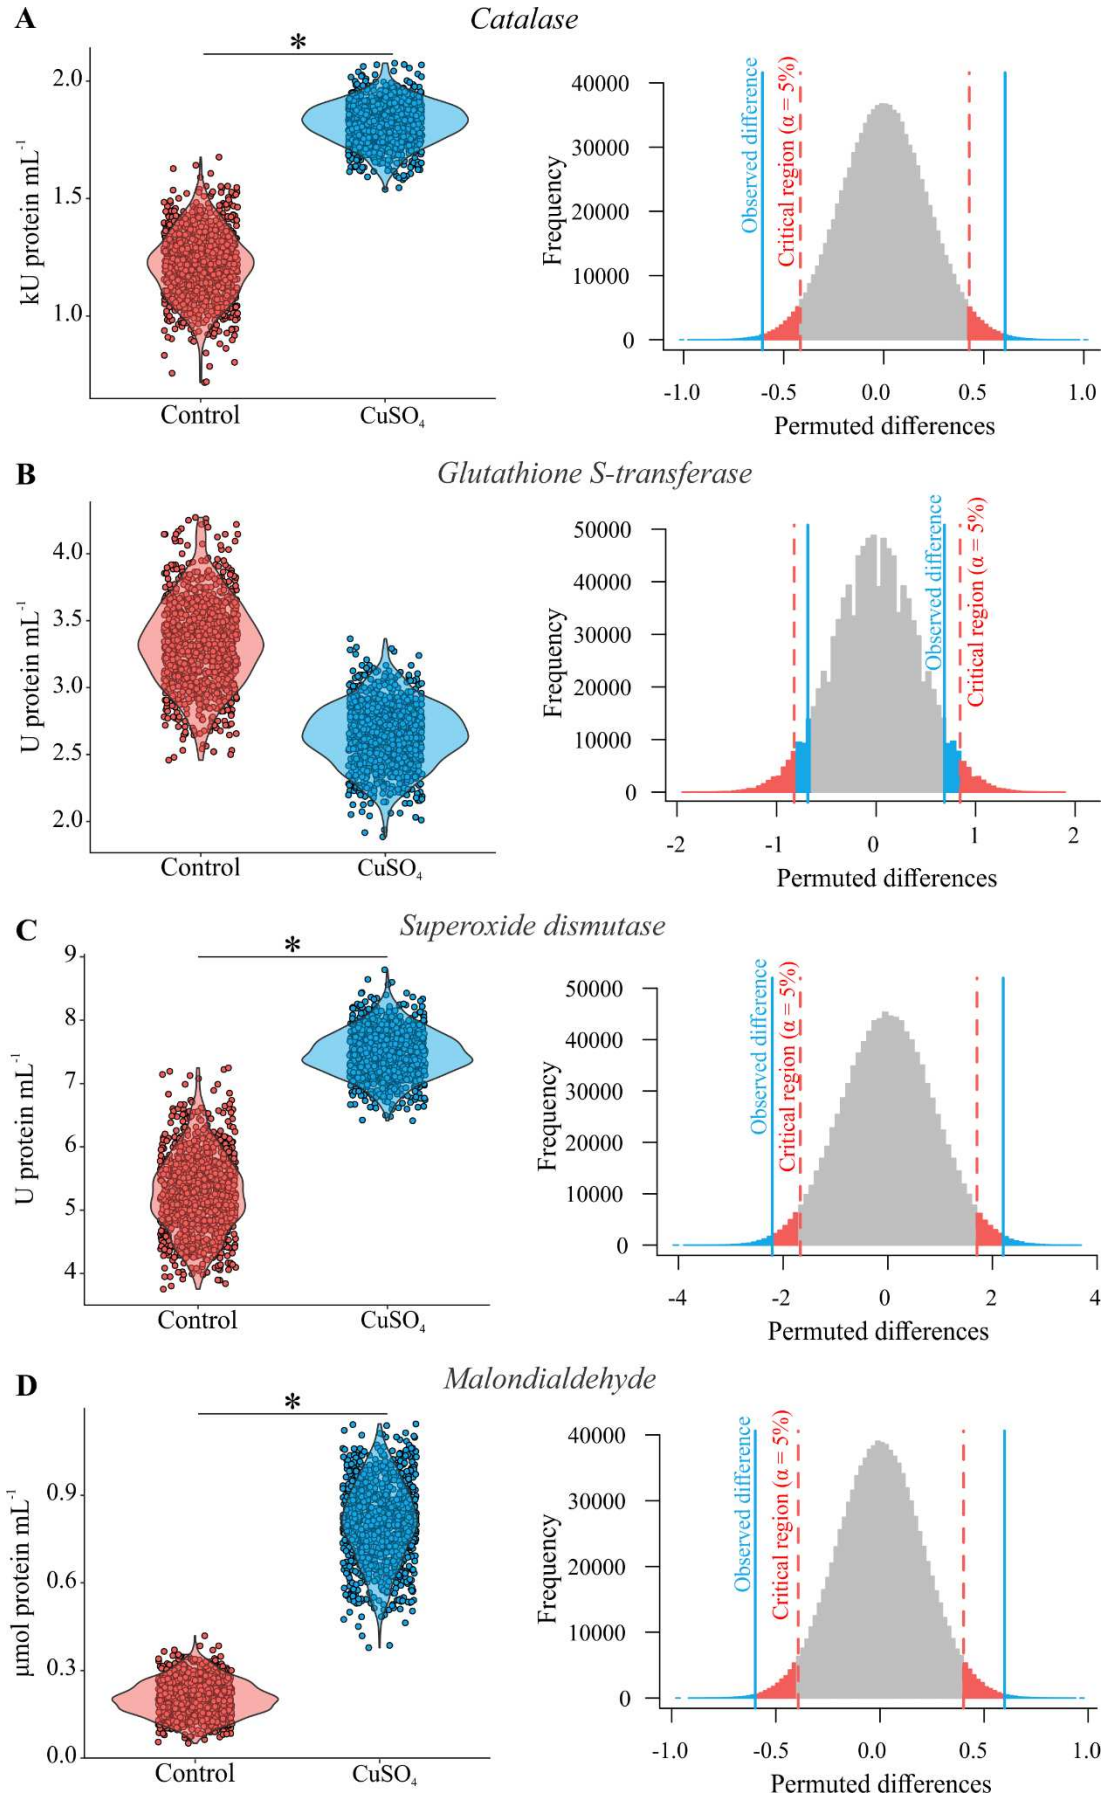 A
Catalase
*
kU protein mL⁻¹
2.0
1.5
1.0
Control
CuSO₄
Frequency
40000
30000
20000
10000
0
Observed difference
Critical region (α = 5%)
-1.0
-0.5
0.0
0.5
1.0
Permuted differences
B
Glutathione S-transferase
U protein mL⁻¹
4.0
3.5
3.0
2.5
2.0
Control
CuSO₄
Frequency
50000
40000
30000
20000
10000
0
Observed difference
Critical region (α = 5%)
-2
-1
0
1
2
Permuted differences
C
Superoxide dismutase
*
U protein mL⁻¹
9
8
7
6
5
4
Control
CuSO₄
Frequency
50000
40000
30000
20000
10000
0
Observed difference
Critical region (α = 5%)
-4
-2
0
2
4
Permuted differences
D
Malondialdehyde
*
μmol protein mL⁻¹
0.9
0.6
0.3
0.0
Control
CuSO₄
Frequency
40000
30000
20000
10000
0
Observed difference
Critical region (α = 5%)
-1.0
-0.5
0.0
0.5
1.0
Permuted differences